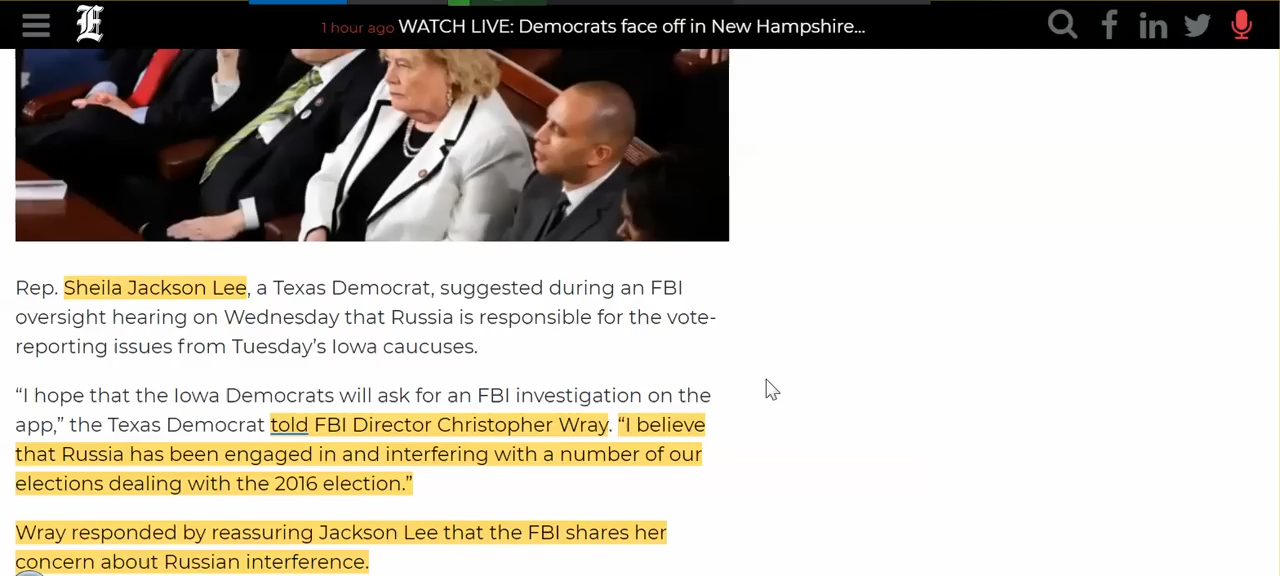 E
1 hour ago WATCH LIVE: Democrats face off in New Hampshire...
Rep. Sheila Jackson Lee, a Texas Democrat, suggested during an FBI
oversight hearing on Wednesday that Russia is responsible for the vote-
reporting issues from Tuesday’s Iowa caucuses.
“I hope that the Iowa Democrats will ask for an FBI investigation on the
app,” the Texas Democrat told FBI Director Christopher Wray. “I believe
that Russia has been engaged in and interfering with a number of our
elections dealing with the 2016 election.”
Wray responded by reassuring Jackson Lee that the FBI shares her
concern about Russian interference.